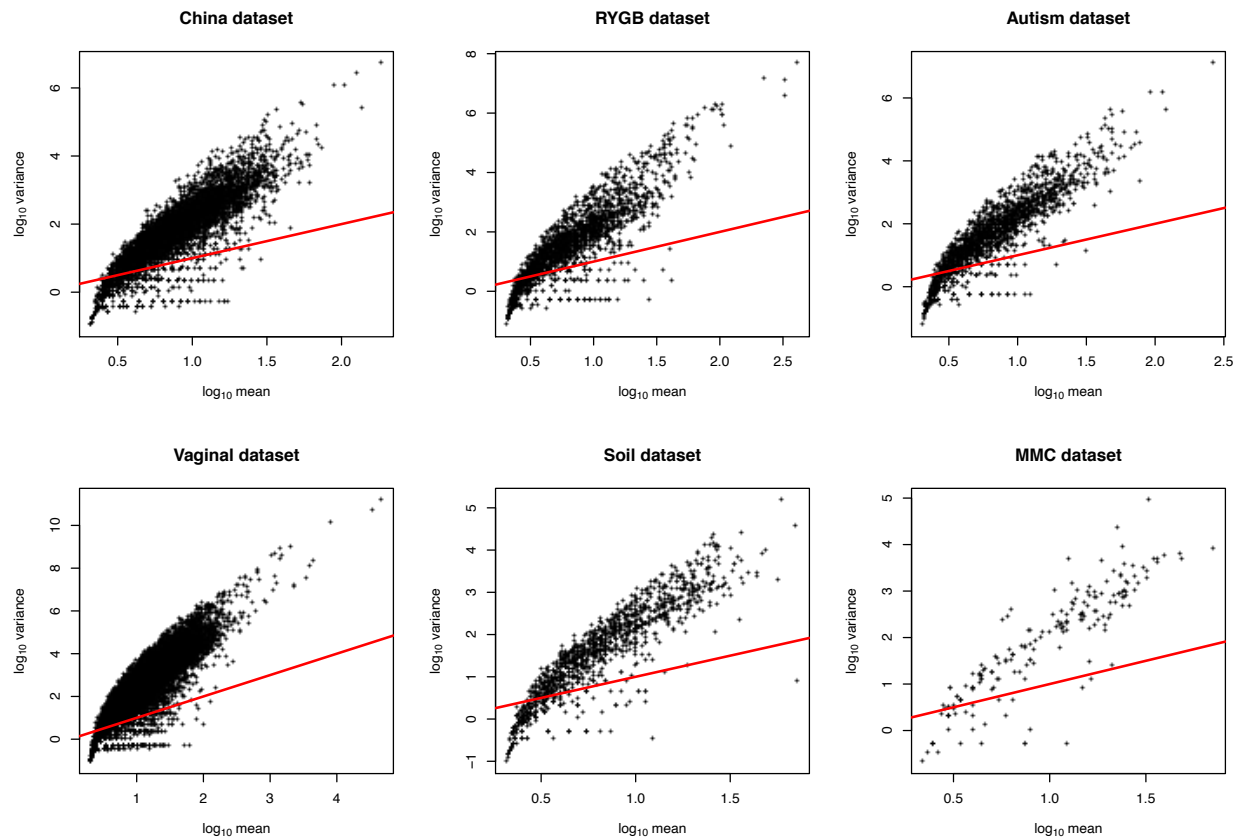 China dataset
log10 variance
6
4
2
0
0.5 1.0 1.5 2.0
log10 mean
RYGB dataset
log10 variance
8
6
4
2
0
0.5 1.0 1.5 2.0 2.5
log10 mean
Autism dataset
log10 variance
6
4
2
0
0.5 1.0 1.5 2.0 2.5
log10 mean
Vaginal dataset
log10 variance
10
8
6
4
2
0
1 2 3 4
log10 mean
Soil dataset
log10 variance
5
4
3
2
1
0
−1
0.5 1.0 1.5
log10 mean
MMC dataset
log10 variance
5
4
3
2
1
0
0.5 1.0 1.5
log10 mean